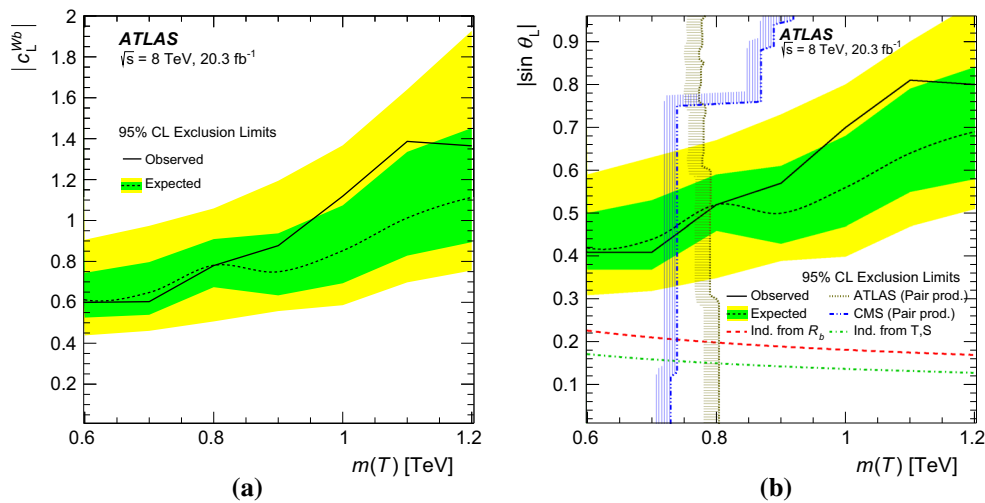 |c_L^{Wb}|
2
1.8
1.6
1.4
1.2
1
0.8
0.6
0.4
0.2
ATLAS
√s = 8 TeV, 20.3 fb⁻¹
95% CL Exclusion Limits
Observed
Expected
0.6 0.8 1 1.2
m(T) [TeV]
(a)
|sin θ_L|
0.9
0.8
0.7
0.6
0.5
0.4
0.3
0.2
0.1
ATLAS
√s = 8 TeV, 20.3 fb⁻¹
95% CL Exclusion Limits
Observed ATLAS (Pair prod.)
Expected CMS (Pair prod.)
Ind. from R_b Ind. from T,S
0.6 0.8 1 1.2
m(T) [TeV]
(b)